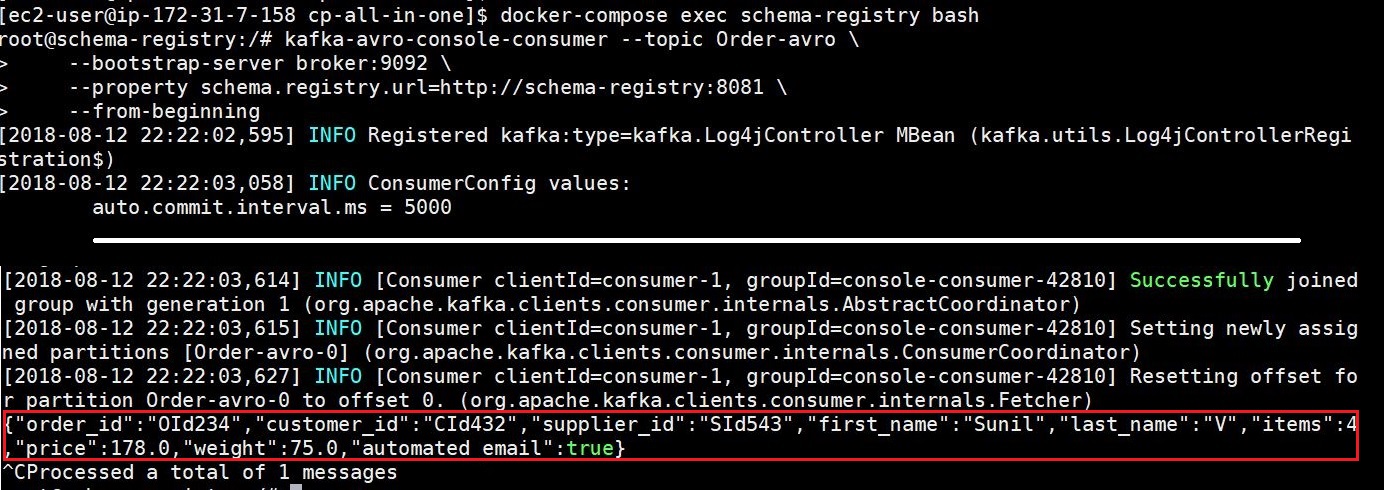 [ec2-user@ip-172-31-7-158 cp-all-in-one]$ docker-compose exec schema-registry bash
root@schema-registry:/# kafka-avro-console-consumer --topic Order-avro \
>     --bootstrap-server broker:9092 \
>     --property schema.registry.url=http://schema-registry:8081 \
>     --from-beginning
[2018-08-12 22:22:02,595] INFO Registered kafka:type=kafka.Log4jController MBean (kafka.utils.Log4jControllerRegi
stration$)
[2018-08-12 22:22:03,058] INFO ConsumerConfig values:
        auto.commit.interval.ms = 5000
[2018-08-12 22:22:03,614] INFO [Consumer clientId=consumer-1, groupId=console-consumer-42810] Successfully joined
 group with generation 1 (org.apache.kafka.clients.consumer.internals.AbstractCoordinator)
[2018-08-12 22:22:03,615] INFO [Consumer clientId=consumer-1, groupId=console-consumer-42810] Setting newly assig
ned partitions [Order-avro-0] (org.apache.kafka.clients.consumer.internals.ConsumerCoordinator)
[2018-08-12 22:22:03,627] INFO [Consumer clientId=consumer-1, groupId=console-consumer-42810] Resetting offset fo
r partition Order-avro-0 to offset 0. (org.apache.kafka.clients.consumer.internals.Fetcher)
{"order_id":"OId234","customer_id":"CId432","supplier_id":"SId543","first_name":"Sunil","last_name":"V","items":4
,"price":178.0,"weight":75.0,"automated email":true}
^CProcessed a total of 1 messages